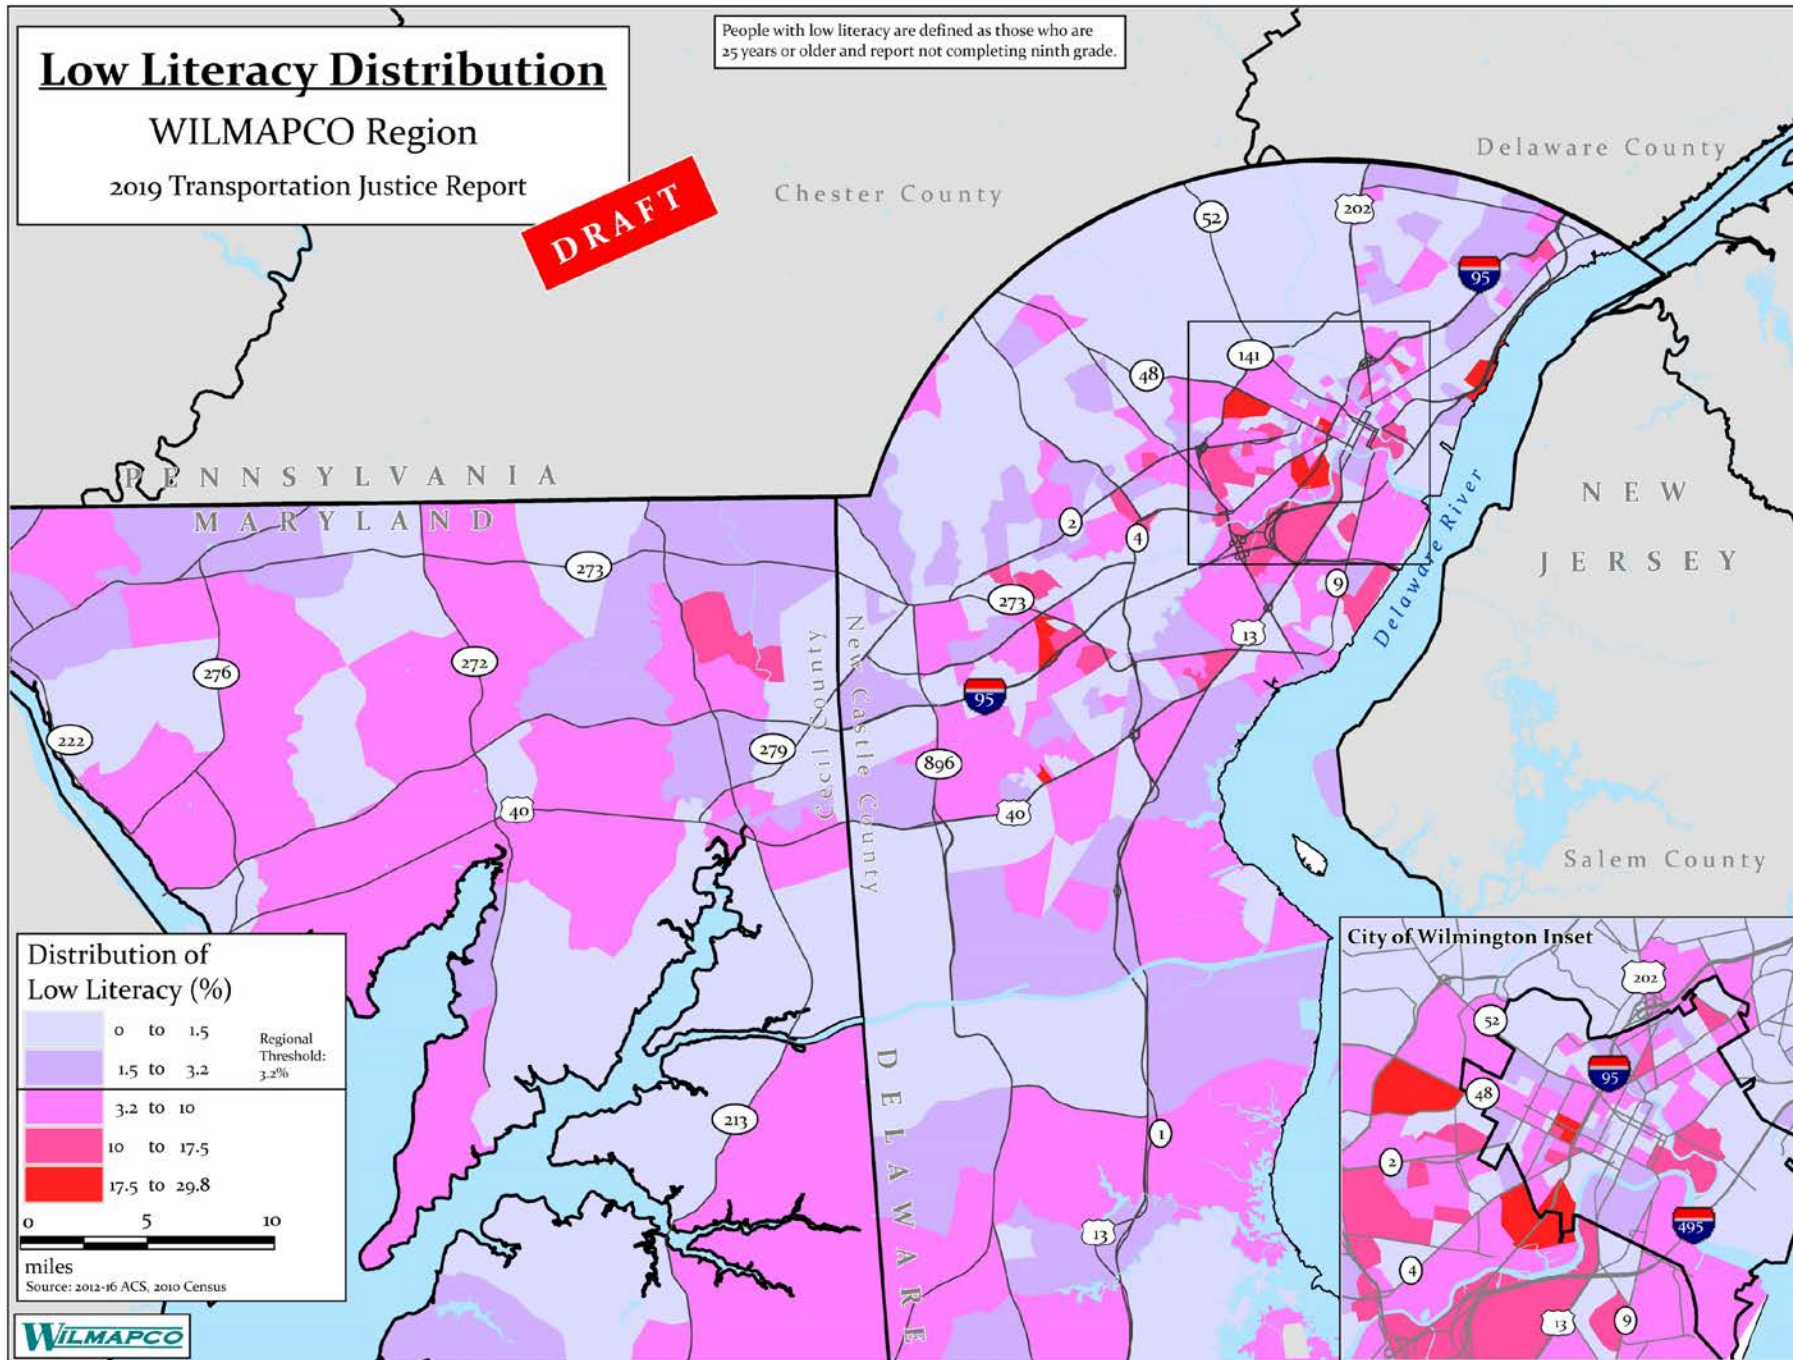 Low Literacy Distribution
WILMAPCO Region
2019 Transportation Justice Report
DRAFT
People with low literacy are defined as those who are
25 years or older and report not completing ninth grade.
Delaware County
Chester County
52
202
95
141
48
PENNSYLVANIA
MARYLAND
NEW
JERSEY
Delaware River
2
4
273
273
9
13
276
272
Cecil County
New Castle County
95
222
279
896
40
40
Salem County
DELAWARE
213
1
13
Distribution of
Low Literacy (%)
0 to 1.5
1.5 to 3.2
Regional
Threshold:
3.2%
3.2 to 10
10 to 17.5
17.5 to 29.8
0 5 10
miles
Source: 2012-16 ACS, 2010 Census
WILMAPCO
City of Wilmington Inset
202
52
95
48
2
495
4
13
9